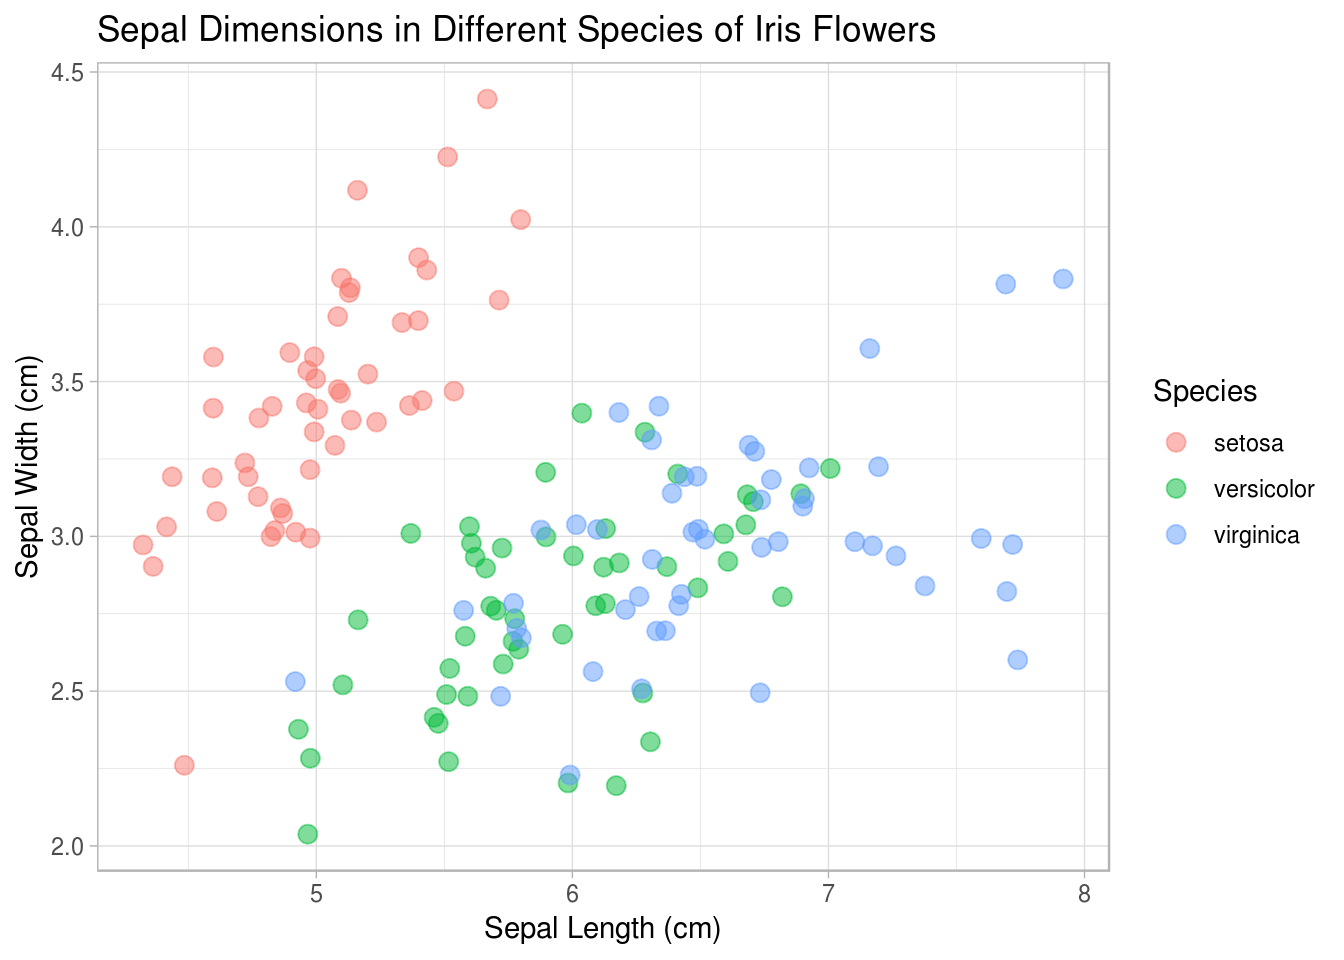 Sepal Dimensions in Different Species of Iris Flowers
4.5
4.0
3.5
3.0
2.5
2.0
Sepal Width (cm)
5 6 7 8
Sepal Length (cm)
Species
setosa
versicolor
virginica